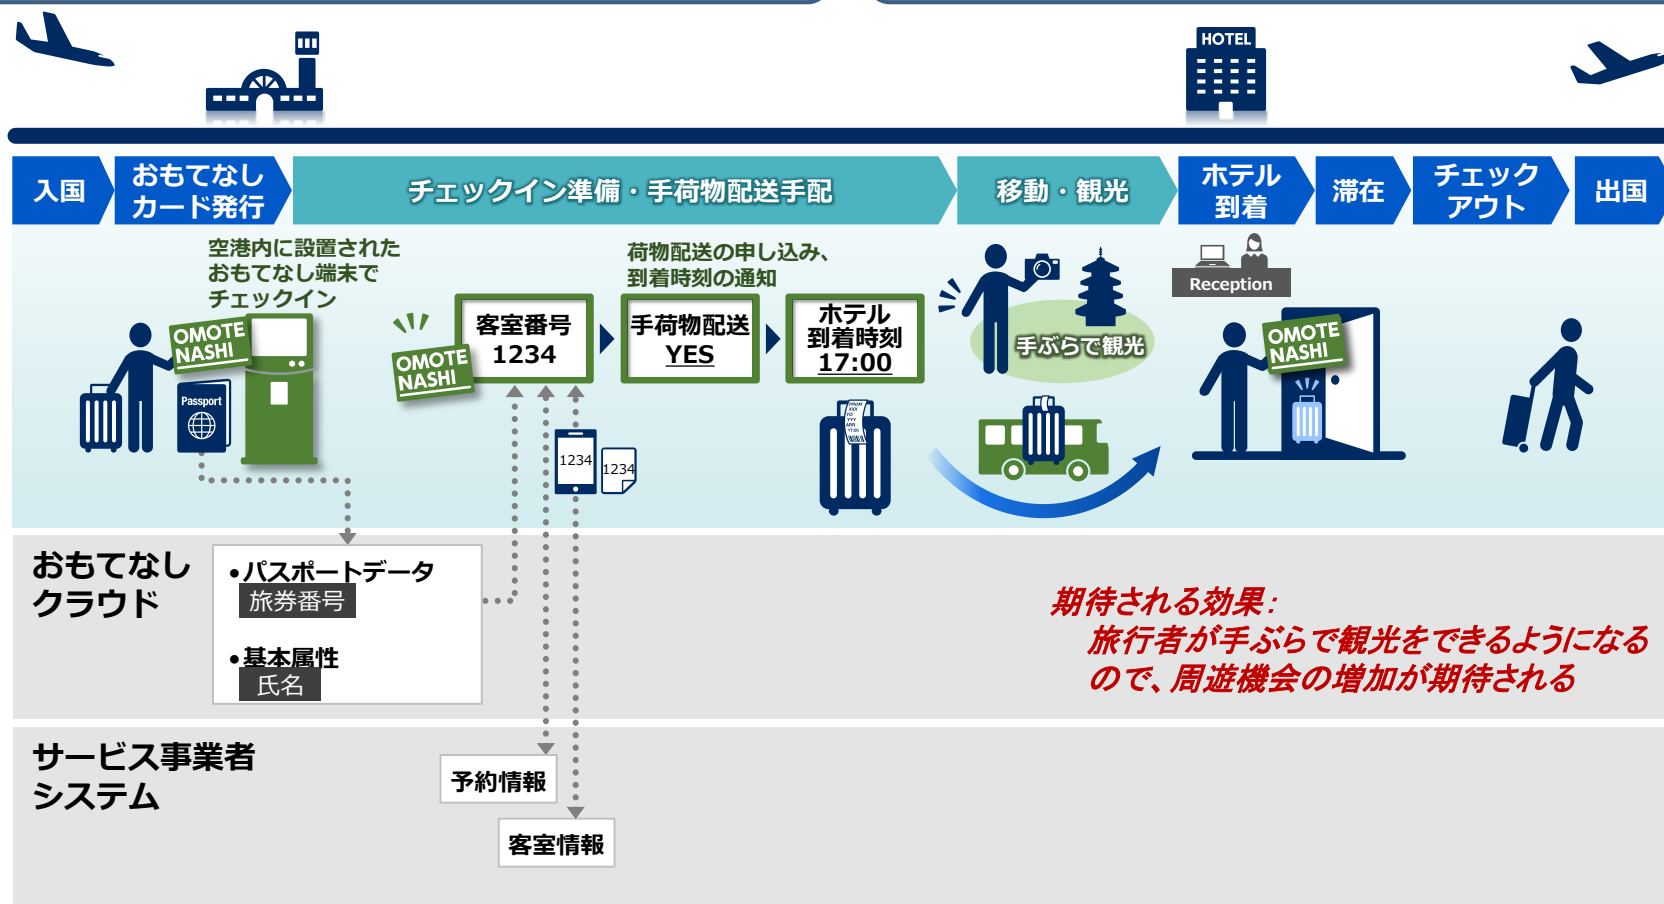 HOTEL
入国
おもてなし
カード発行
チェックイン準備・手荷物配送手配
移動・観光
ホテル
到着
滞在
チェック
アウト
出国
空港内に設置された
おもてなし端末で
チェックイン
OMOTE
NASHI
Passport
OMOTE
NASHI
客室番号
1234
荷物配送の申し込み、
到着時刻の通知
手荷物配送
YES
ホテル
到着時刻
17:00
1234
1234
FROM
XXX
TO
YYY
ARR
17:00
手ぶらで観光
Reception
OMOTE
NASHI
おもてなし
クラウド
•パスポートデータ
旅券番号
•基本属性
氏名
期待される効果：
旅行者が手ぶらで観光をできるようになる
ので、周遊機会の増加が期待される
サービス事業者
システム
予約情報
客室情報